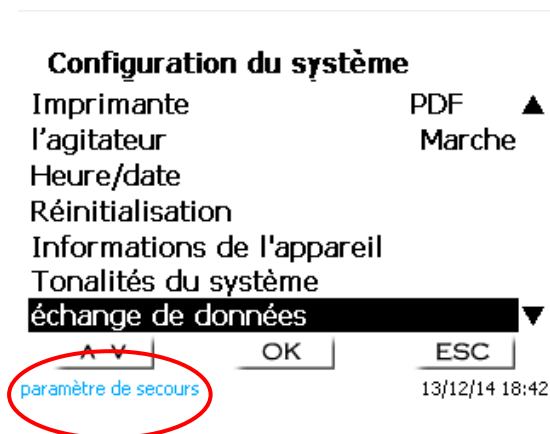 Configuration du système
Imprimante PDF ▲
l'agitateur Marche
Heure/date
Réinitialisation
Informations de l'appareil
Tonalités du système
échange de données ▼
∧ ∨ OK ESC
paramètre de secours 13/12/14 18:42